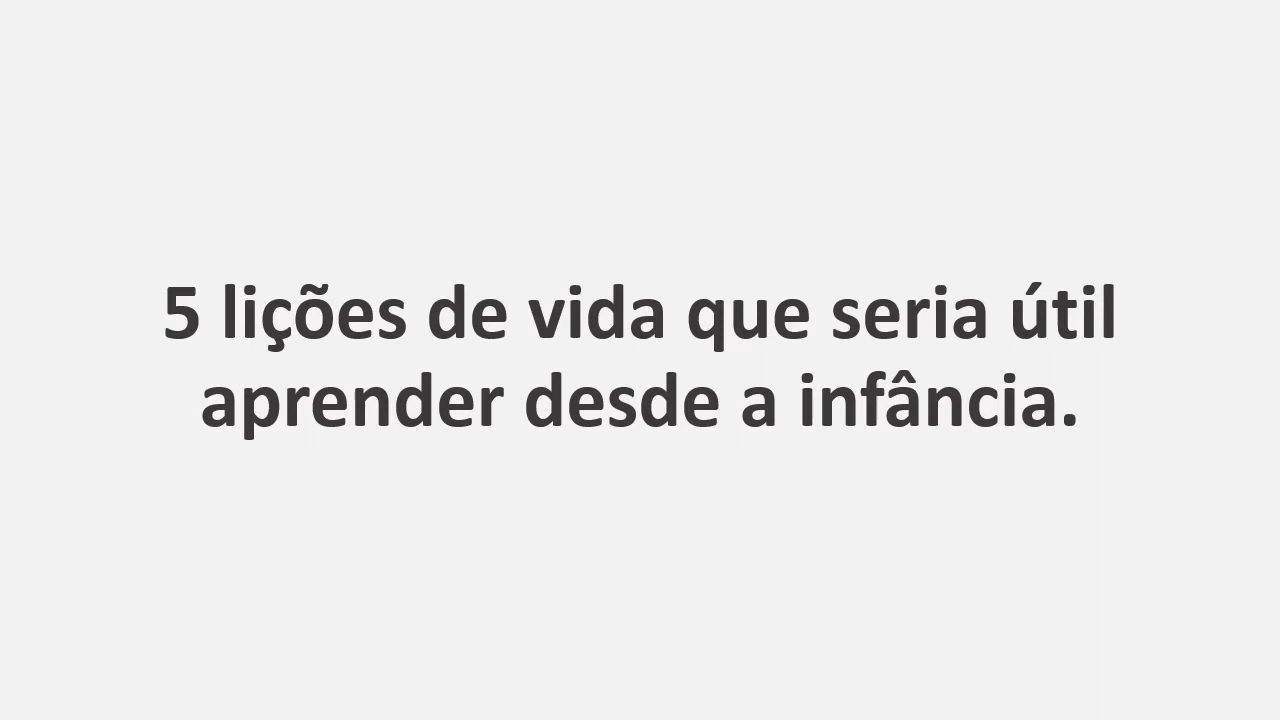 5 lições de vida que seria útil
aprender desde a infância.